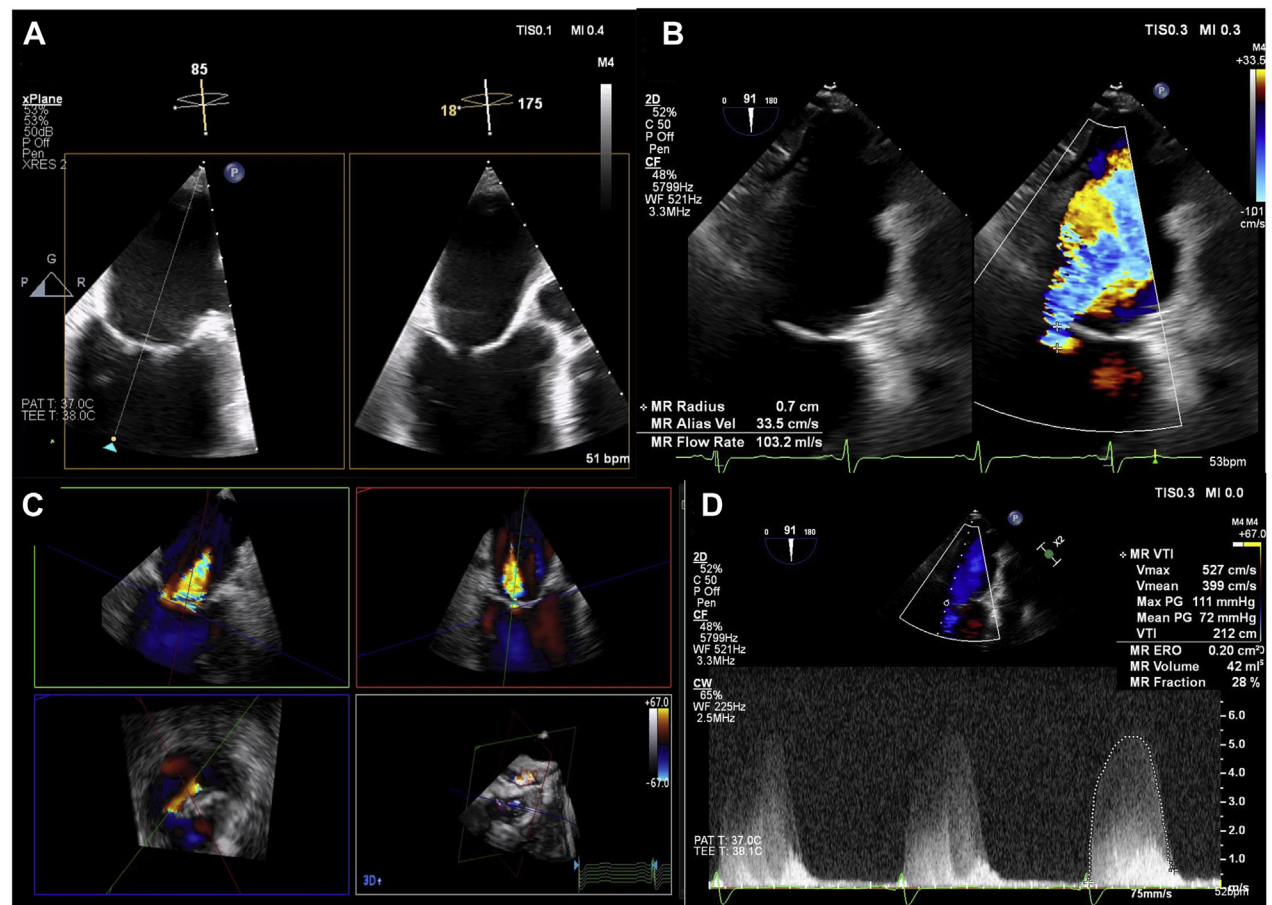 A
TIS0.1 MI 0.4
M4
85
18
175
xPlane
53%
53%
50dB
P Off
Pen
XRES 2
P
G
P R
PAT T: 37.0C
TEE T: 38.0C
51 bpm
B
TIS0.3 MI 0.3
M4
+33.5
-101
cm/s
P
0 91 180
2D
52%
C 50
P Off
Pen
CF
48%
5799Hz
WF 521Hz
3.3MHz
MR Radius 0.7 cm
MR Alias Vel 33.5 cm/s
MR Flow Rate 103.2 ml/s
53bpm
C
+67.0
-67.0
3D
D
TIS0.3 MI 0.0
M4 M4
+67.0
P
X2
0 91 180
2D
52%
C 50
P Off
Pen
CF
48%
5799Hz
WF 521Hz
3.3MHz
CW
65%
WF 225Hz
2.5MHz
MR VTI
Vmax 527 cm/s
Vmean 399 cm/s
Max PG 111 mmHg
Mean PG 72 mmHg
VTI 212 cm
MR ERO 0.20 cm²
MR Volume 42 ml
MR Fraction 28 %
6.0
5.0
4.0
3.0
2.0
1.0
m/s
PAT T: 37.0C
TEE T: 38.1C
75mm/s
52bpm